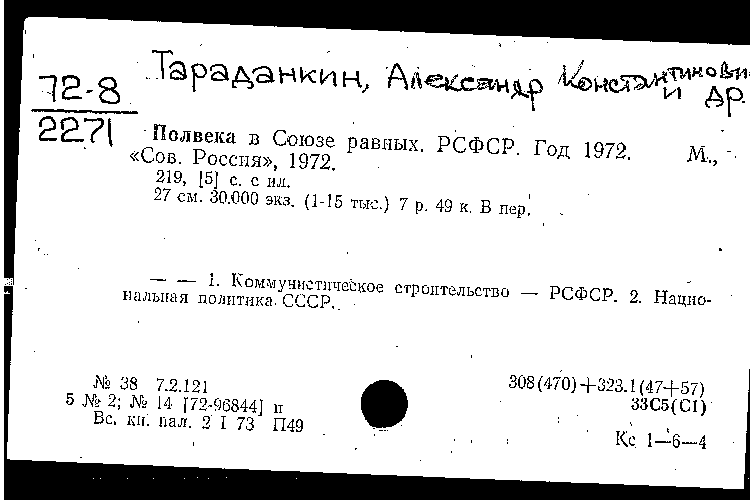 Тараданкин, Александр Константинови
и др.
72-8
2271
Полвека в Союзе равных. РСФСР. Год 1972. М.,
«Сов. Россия», 1972.
219, [5] с. с ил.
27 см. 30.000 экз. (1-15 тыс.) 7 р. 49 к. В пер.
— — 1. Коммунистическое строительство — РСФСР. 2. Нацио-
нальная политика СССР.
№ 38 7.2.121
5 № 2; № 14 [72-96844] п
Вс. кн. пал. 2 I 73 П49
308(470)+323.1(47+57)
33С5(С1)
Кс 1—6—4